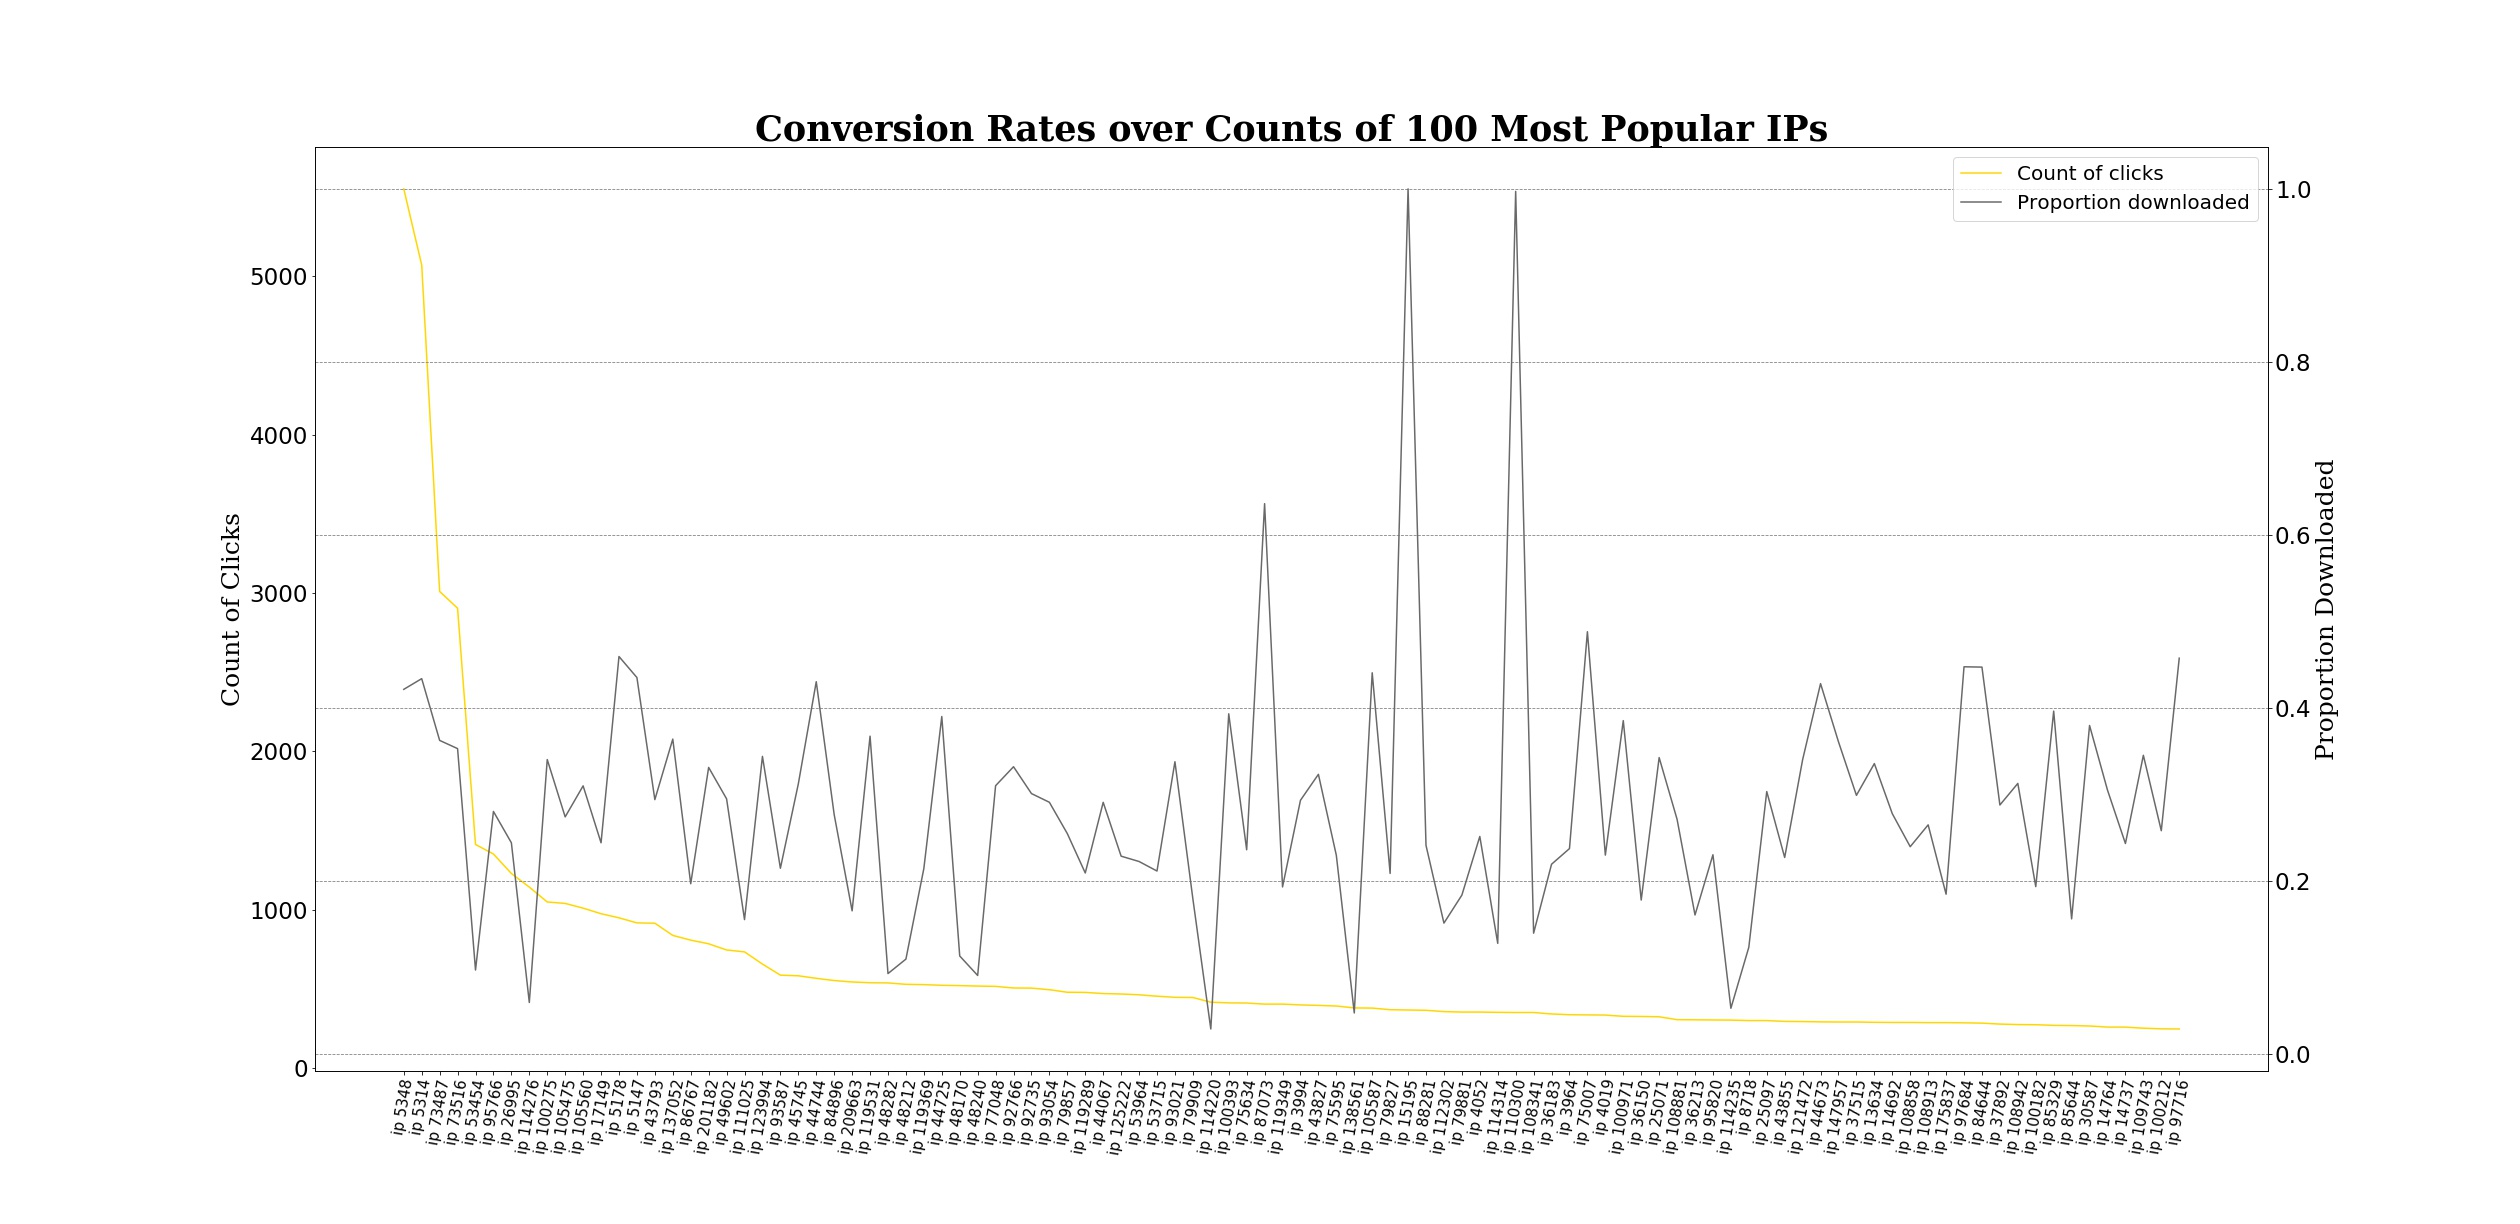 Conversion Rates over Counts of 100 Most Popular IPs
Count of clicks
Proportion downloaded
Count of Clicks
5000
4000
3000
2000
1000
0
1.0
0.8
0.6
0.4
0.2
0.0
Proportion Downloaded
ip 5348
ip 5314
ip 73487
ip 73516
ip 53454
ip 95766
ip 26995
ip 114276
ip 100275
ip 105475
ip 105560
ip 17149
ip 5178
ip 5147
ip 43793
ip 137052
ip 86767
ip 201182
ip 49602
ip 111025
ip 123994
ip 93587
ip 45745
ip 44744
ip 84896
ip 209663
ip 119531
ip 48282
ip 48212
ip 119369
ip 44725
ip 48170
ip 48240
ip 77048
ip 92766
ip 92735
ip 93054
ip 79857
ip 119289
ip 44067
ip 125222
ip 53964
ip 53715
ip 93021
ip 79909
ip 114220
ip 100393
ip 75634
ip 87073
ip 119349
ip 3994
ip 43827
ip 75595
ip 138561
ip 105587
ip 79827
ip 15195
ip 88281
ip 112302
ip 79881
ip 4052
ip 114314
ip 110300
ip 108341
ip 36183
ip 3964
ip 75007
ip 4019
ip 100971
ip 36150
ip 25071
ip 108881
ip 36213
ip 95820
ip 114235
ip 8718
ip 25097
ip 43855
ip 121472
ip 44673
ip 147957
ip 37515
ip 13634
ip 14692
ip 108858
ip 108913
ip 175837
ip 97684
ip 84644
ip 37892
ip 108942
ip 100182
ip 85329
ip 85644
ip 30587
ip 14764
ip 14737
ip 109743
ip 100212
ip 97716